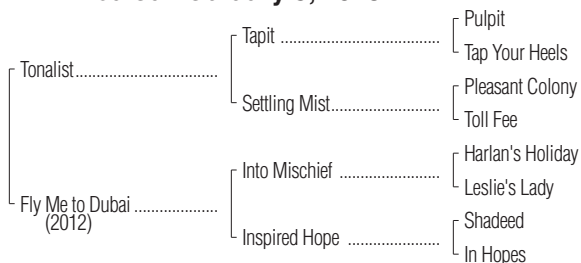 Pulpit
Tapit ........................................
Tap Your Heels
Tonalist....................................
Pleasant Colony
Settling Mist...........................
Toll Fee
Harlan's Holiday
Into Mischief .........................
Leslie's Lady
Fly Me to Dubai .....................
(2012)
Shadeed
Inspired Hope .......................
In Hopes